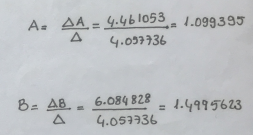 A = ΔA / Δ = 4.461053 / 4.057736 = 1.099395
B = ΔB / Δ = 6.084828 / 4.057736 = 1.4995623